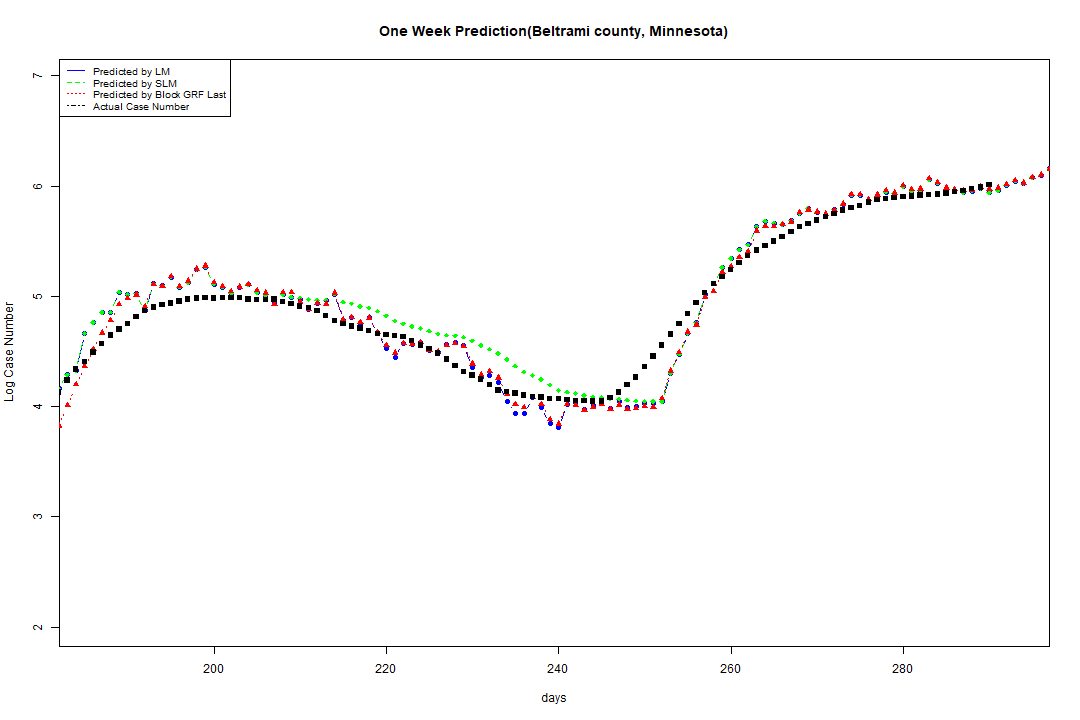 One Week Prediction(Beltrami county, Minnesota)
Predicted by LM
Predicted by SLM
Predicted by Block GRF Last
Actual Case Number
7
6
5
4
3
2
Log Case Number
200 220 240 260 280
days